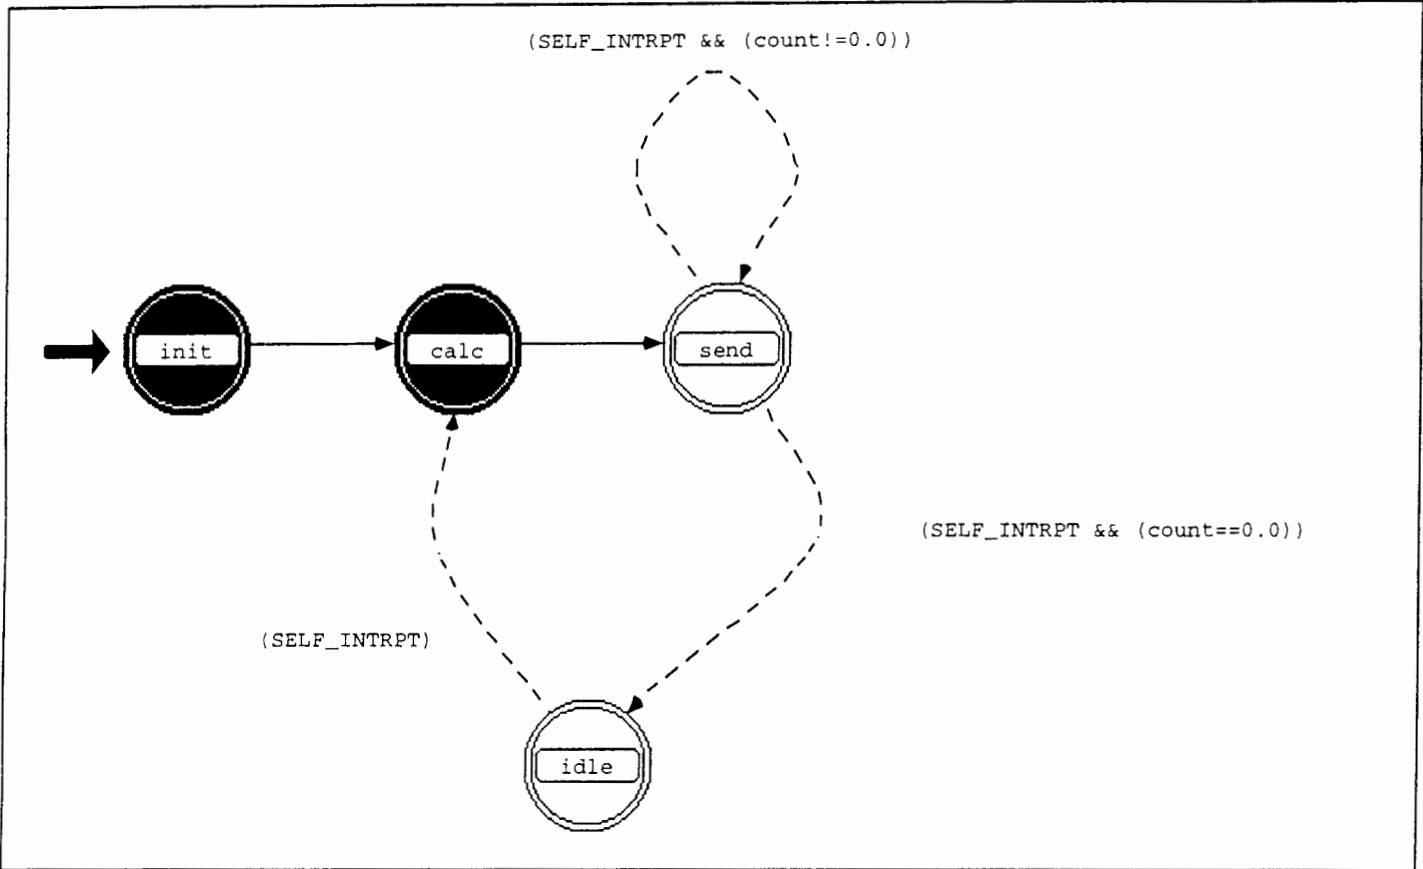 (SELF_INTRPT && (count!=0.0))
init
calc
send
(SELF_INTRPT && (count==0.0))
(SELF_INTRPT)
idle